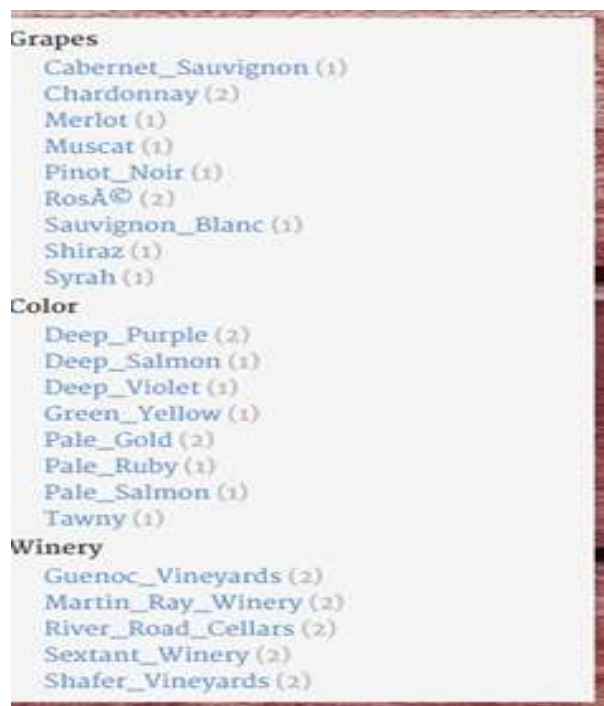 Grapes
Cabernet_Sauvignon (1)
Chardonnay (2)
Merlot (1)
Muscat (1)
Pinot_Noir (1)
RosÃ© (2)
Sauvignon_Blanc (1)
Shiraz (1)
Syrah (1)
Color
Deep_Purple (2)
Deep_Salmon (1)
Deep_Violet (1)
Green_Yellow (1)
Pale_Gold (2)
Pale_Ruby (1)
Pale_Salmon (1)
Tawny (1)
Winery
Guenoc_Vineyards (2)
Martin_Ray_Winery (2)
River_Road_Cellars (2)
Sextant_Winery (2)
Shafer_Vineyards (2)